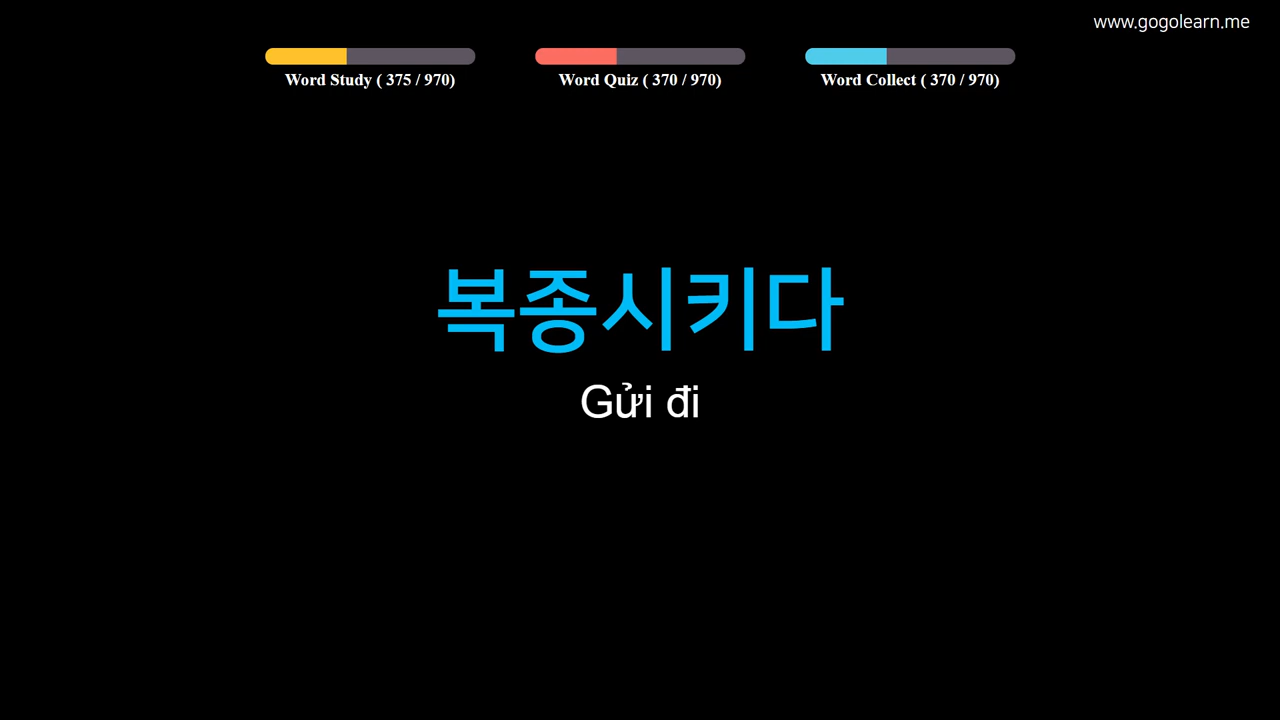 www.gogolearn.me
Word Study ( 375 / 970)
Word Quiz ( 370 / 970)
Word Collect ( 370 / 970)
복종시키다
Gửi đi